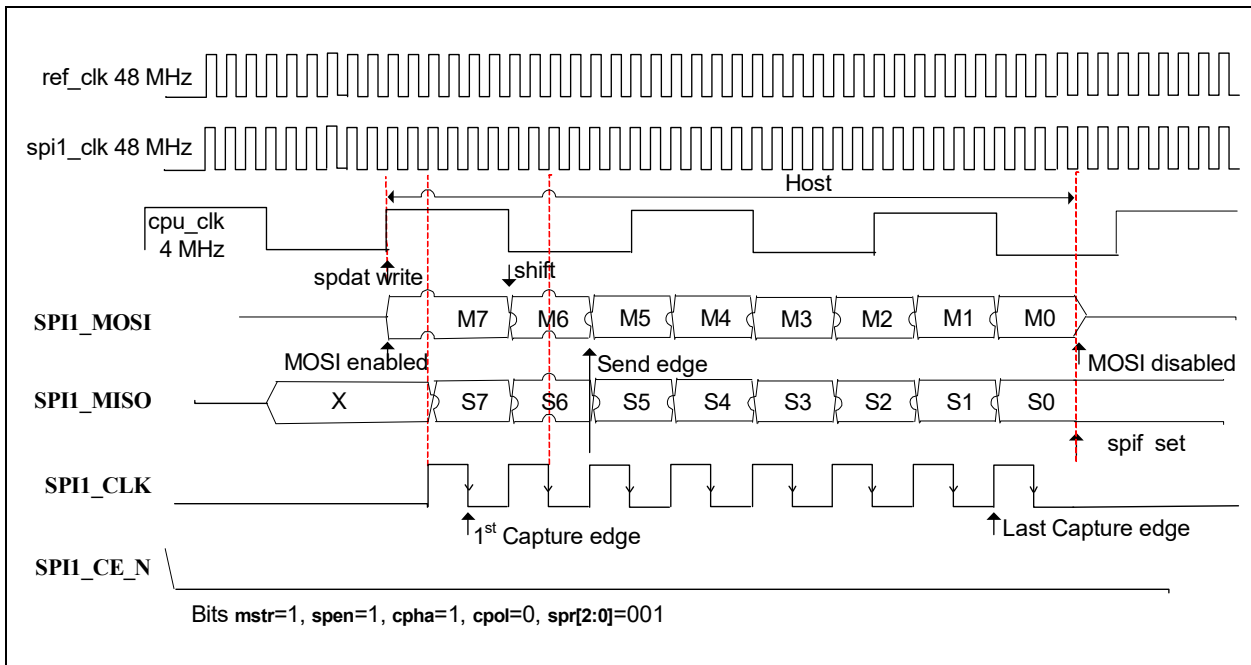 ref_clk 48 MHz
spi1_clk 48 MHz
Host
cpu_clk
4 MHz
spdat write
shift
SPI1_MOSI
M7 M6 M5 M4 M3 M2 M1 M0
MOSI enabled
Send edge
MOSI disabled
SPI1_MISO
X S7 S6 S5 S4 S3 S2 S1 S0
spif set
SPI1_CLK
1st Capture edge
Last Capture edge
SPI1_CE_N
Bits mstr=1, spen=1, cpha=1, cpol=0, spr[2:0]=001